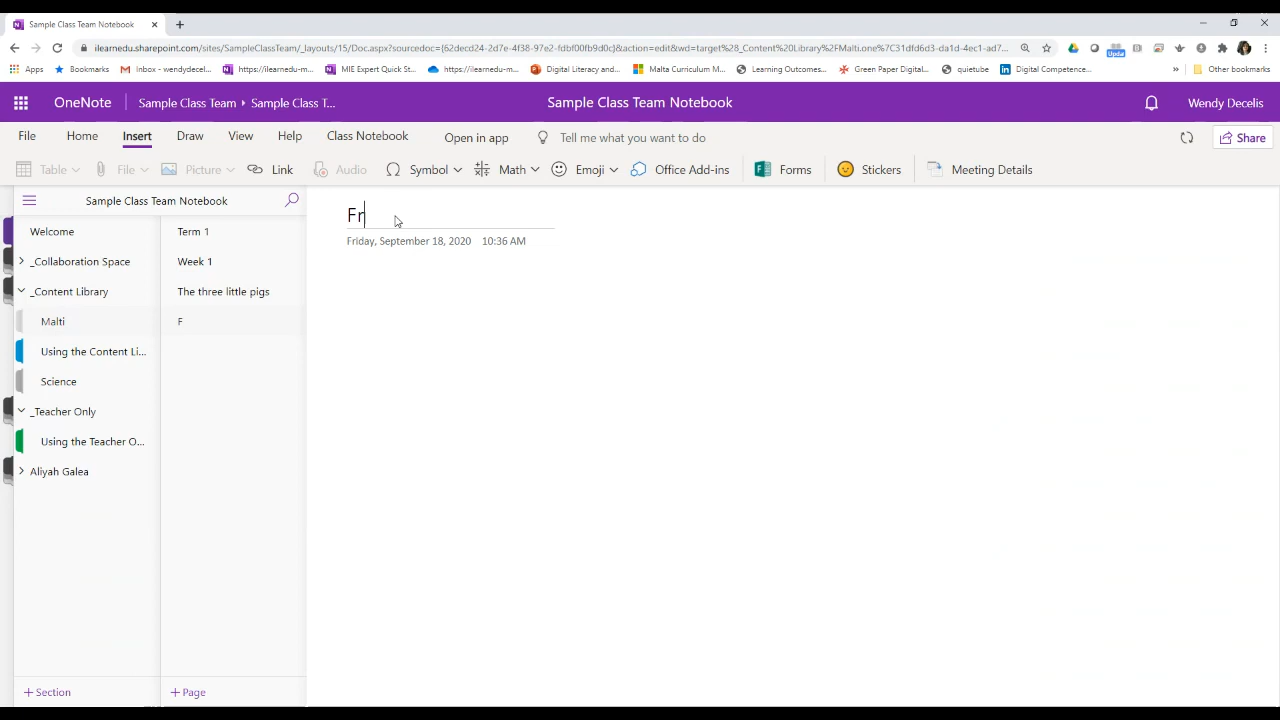 Sample Class Team Notebook
ilearnedu.sharepoint.com/sites/SampleClassTeam/_layouts/15/Doc.aspx?sourcedoc={62decd24-2d7e-4f38-97e2-fdbf00fb9d0c}&action=edit&wd=target%28_Content%20Library%2FMalti.one%7C31dfd6d3-da1d-4ec1-ad7...
Upda
Apps Bookmarks Inbox - wendydecel... https://ilearnedu-m... MIE Expert Quick St... https://ilearnedu-m... Digital Literacy and... Malta Curriculum M... Learning Outcomes... Green Paper Digital... quietube Digital Competence... » Other bookmarks
OneNote Sample Class Team Sample Class T... Sample Class Team Notebook Wendy Decelis
File Home Insert Draw View Help Class Notebook Open in app Tell me what you want to do Share
Table File Picture Link Audio Symbol Math Emoji Office Add-ins Forms Stickers Meeting Details
Sample Class Team Notebook
Welcome
_Collaboration Space
_Content Library
Malti
Using the Content Li...
Science
_Teacher Only
Using the Teacher O...
Aliyah Galea
+ Section
Term 1
Week 1
The three little pigs
F
+ Page
Fr
Friday, September 18, 2020 10:36 AM